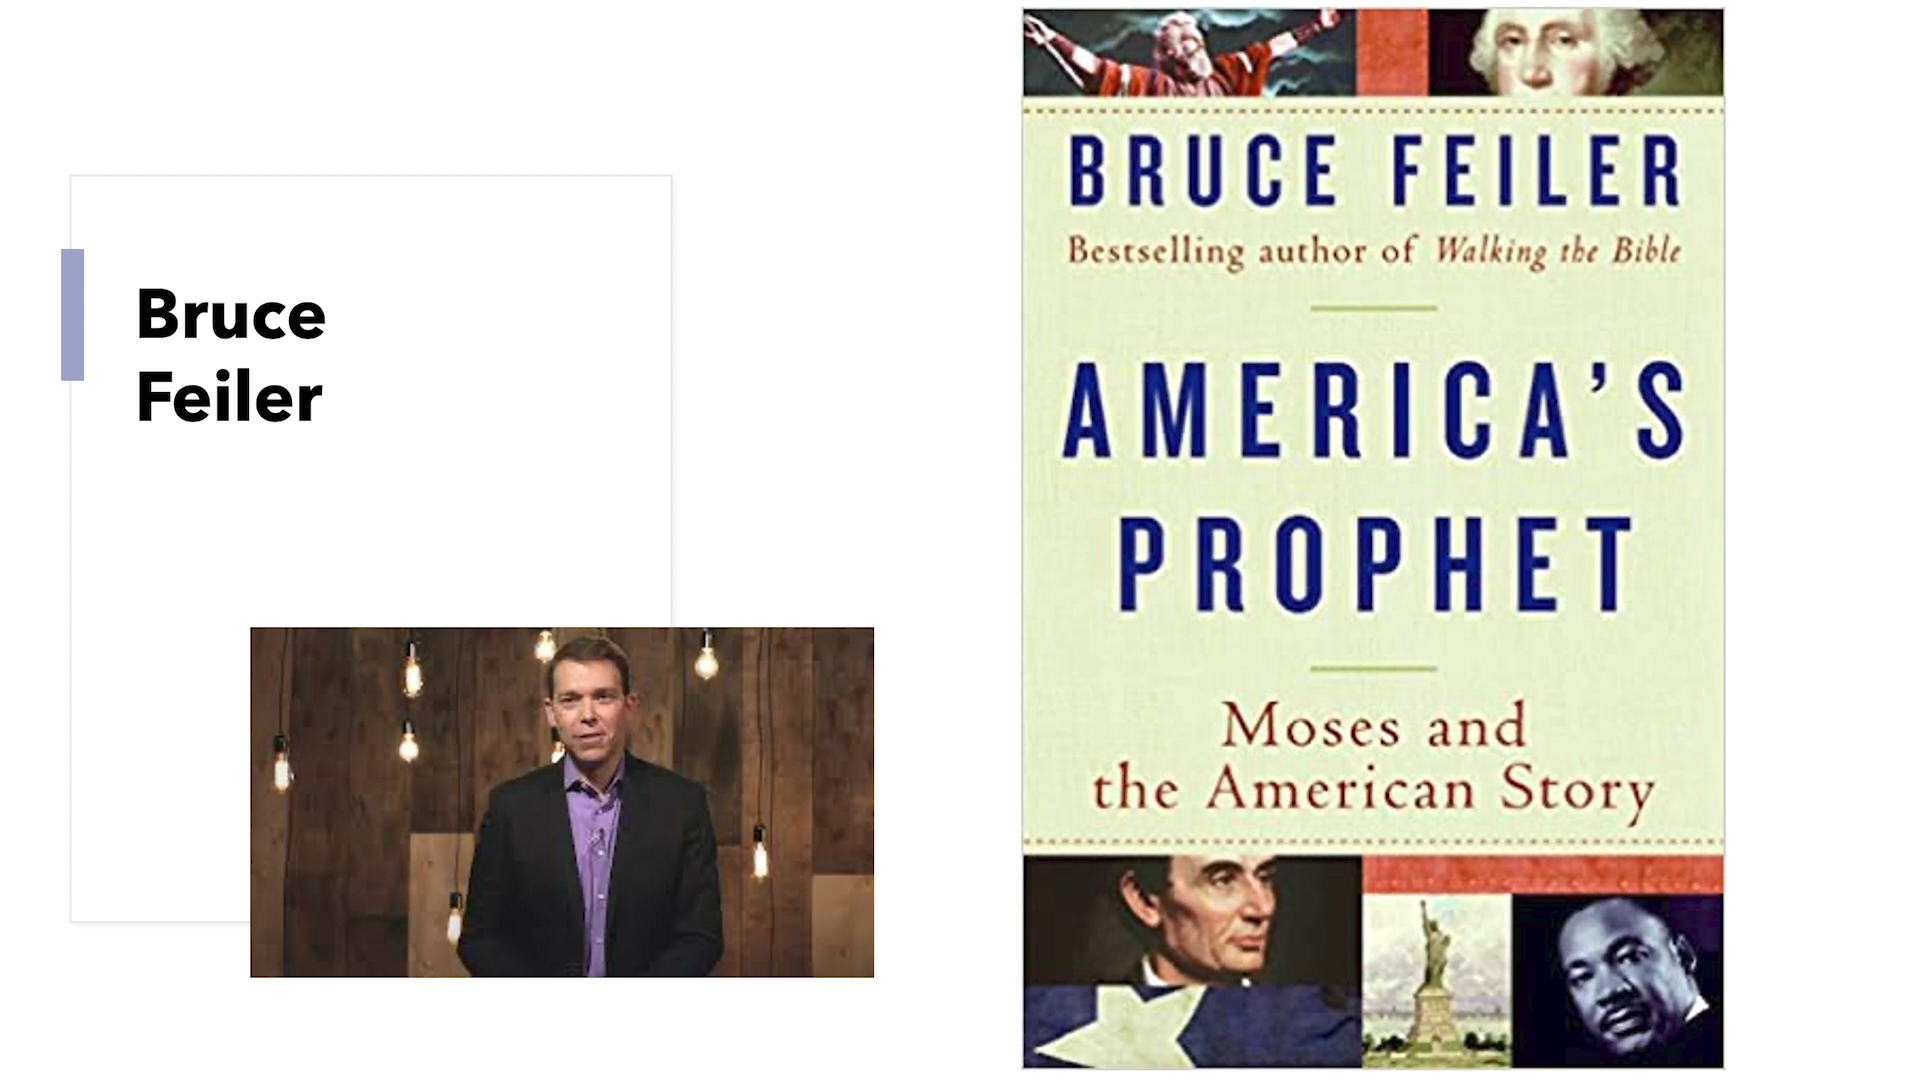 Bruce
Feiler
BRUCE FEILER
Bestselling author of Walking the Bible
AMERICA'S
PROPHET
Moses and
the American Story